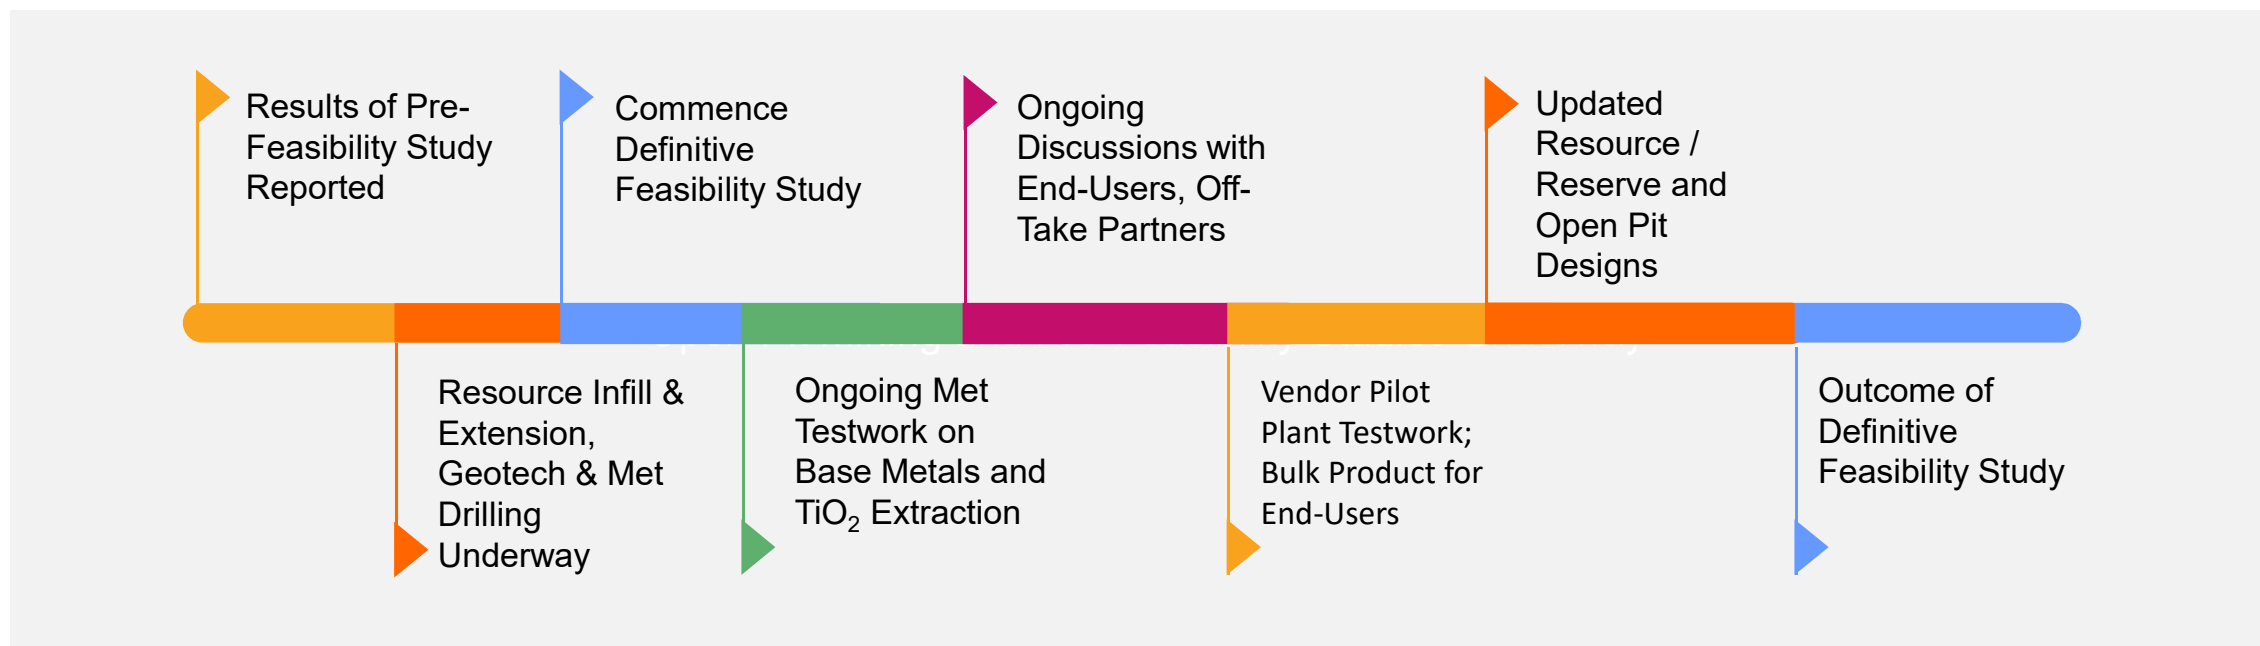 Results of Pre-
Feasibility Study
Reported
Resource Infill &
Extension,
Geotech & Met
Drilling
Underway
Commence
Definitive
Feasibility Study
Ongoing Met
Testwork on
Base Metals and
TiO₂ Extraction
Ongoing
Discussions with
End-Users, Off-
Take Partners
Vendor Pilot
Plant Testwork;
Bulk Product for
End-Users
Updated
Resource /
Reserve and
Open Pit
Designs
Outcome of
Definitive
Feasibility Study